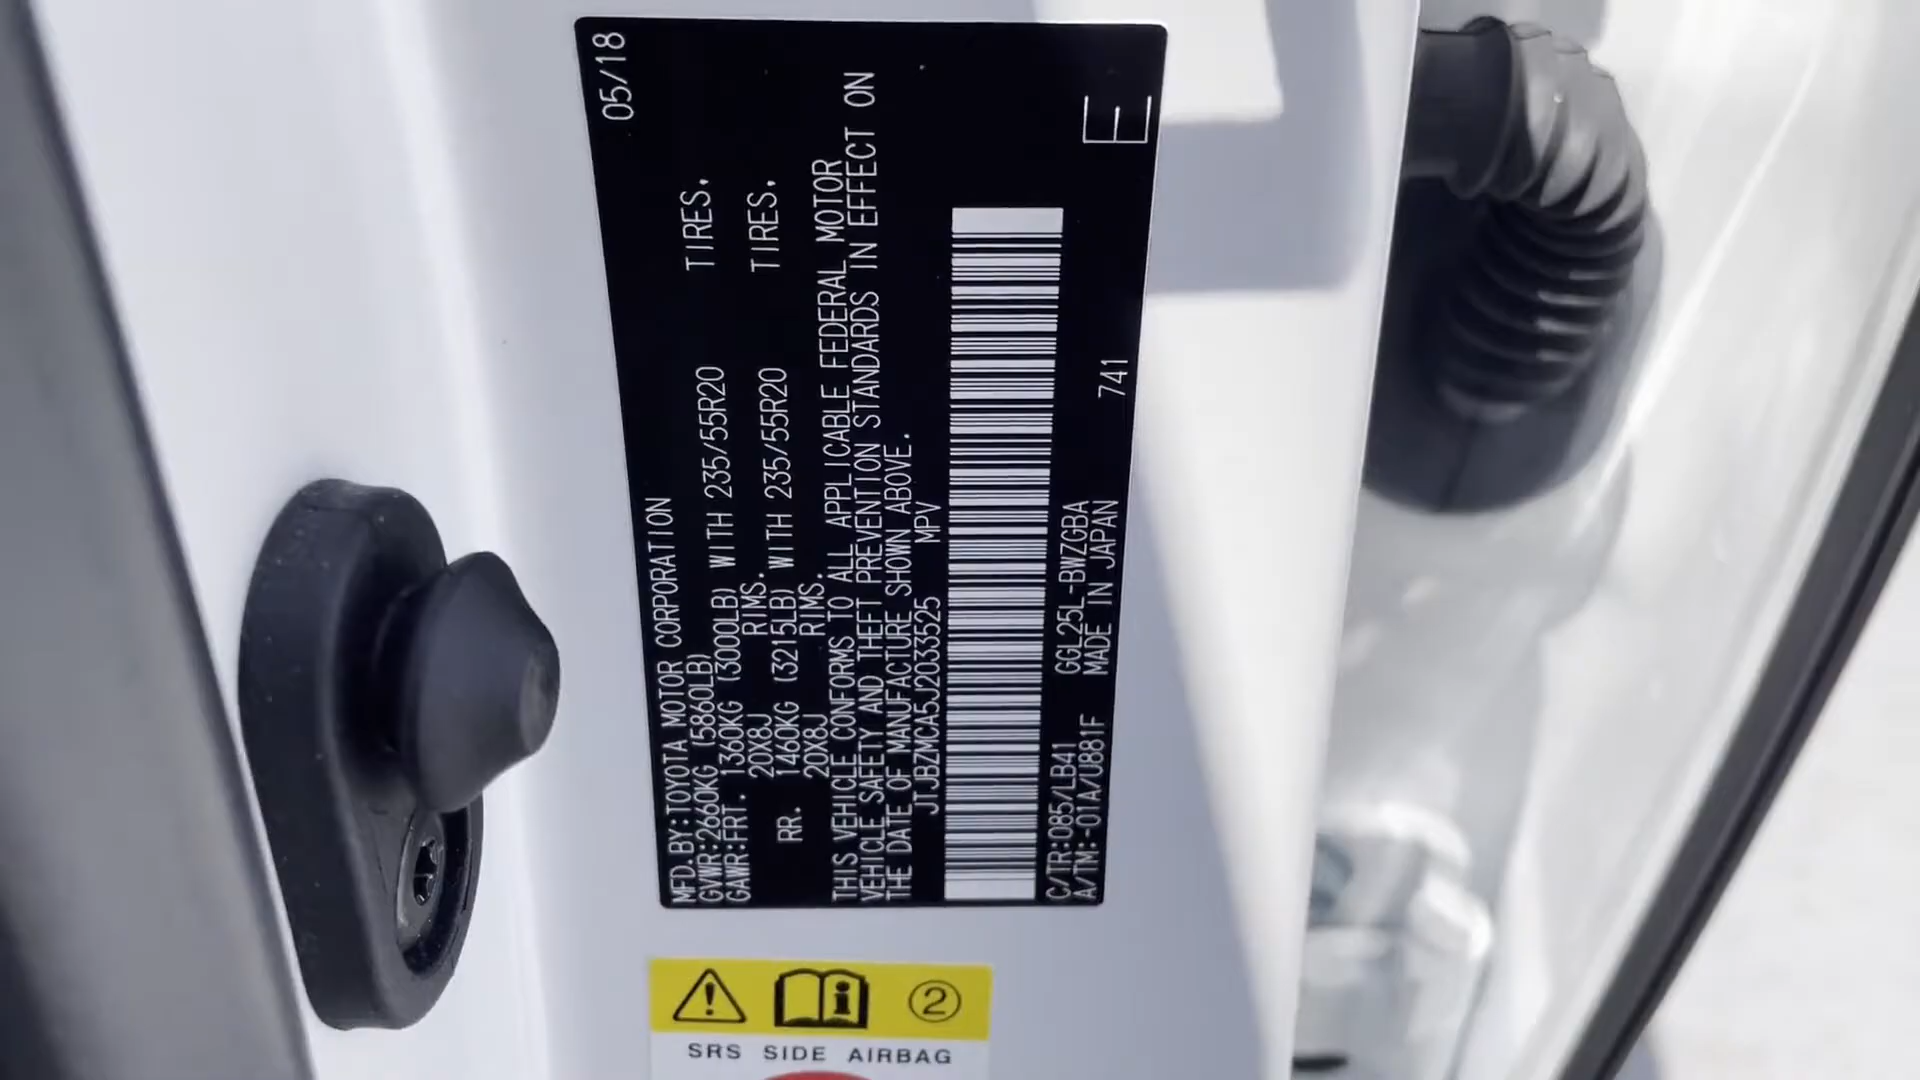 05/18
MFD.BY:TOYOTA MOTOR CORPORATION
GVWR:2660KG (5860LB)
GAWR:FRT. 1360KG (3000LB) WITH 235/55R20 TIRES.
20X8J RIMS.
RR. 1460KG (3215LB) WITH 235/55R20 TIRES.
20X8J RIMS.
THIS VEHICLE CONFORMS TO ALL APPLICABLE FEDERAL MOTOR
VEHICLE SAFETY AND THEFT PREVENTION STANDARDS IN EFFECT ON
THE DATE OF MANUFACTURE SHOWN ABOVE.
JTJBZMCA5J2033525 MPV
C/TR:085/LB41 GGL25L-BWZGBA
A/TM:-01A/U881F MADE IN JAPAN 741 E
2
SRS SIDE AIRBAG